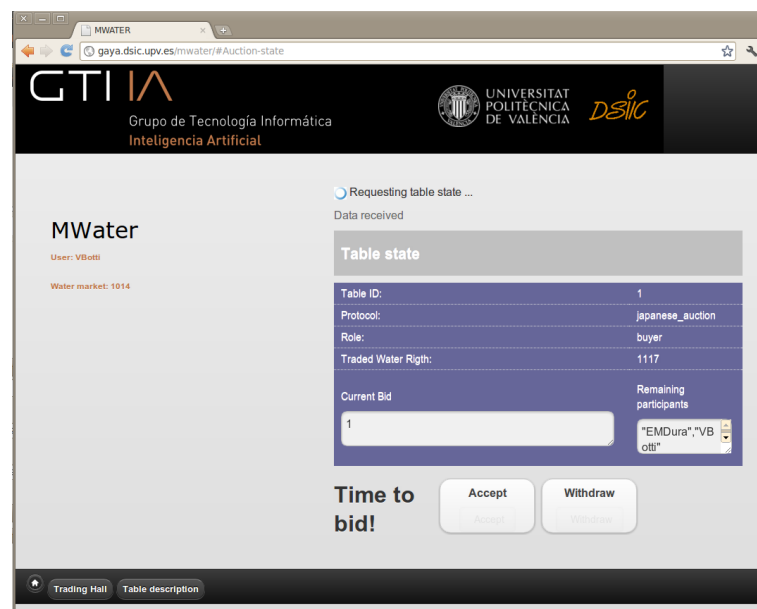 MWATER
gaya.dsic.upv.es/mwater/#Auction-state
GTI IA
Grupo de Tecnología Informática
Inteligencia Artificial
UNIVERSITAT
POLITÈCNICA
DE VALÈNCIA
DSIIC
Requesting table state ...
Data received
MWater
User: VBotti
Water market: 1014
Table state
Table ID: 1
Protocol: japanese_auction
Role: buyer
Traded Water Rigth: 1117
Current Bid
Remaining
participants
1
"EMDura","VB
otti"
Time to
bid!
Accept
Accept
Withdraw
Withdraw
Trading Hall
Table description